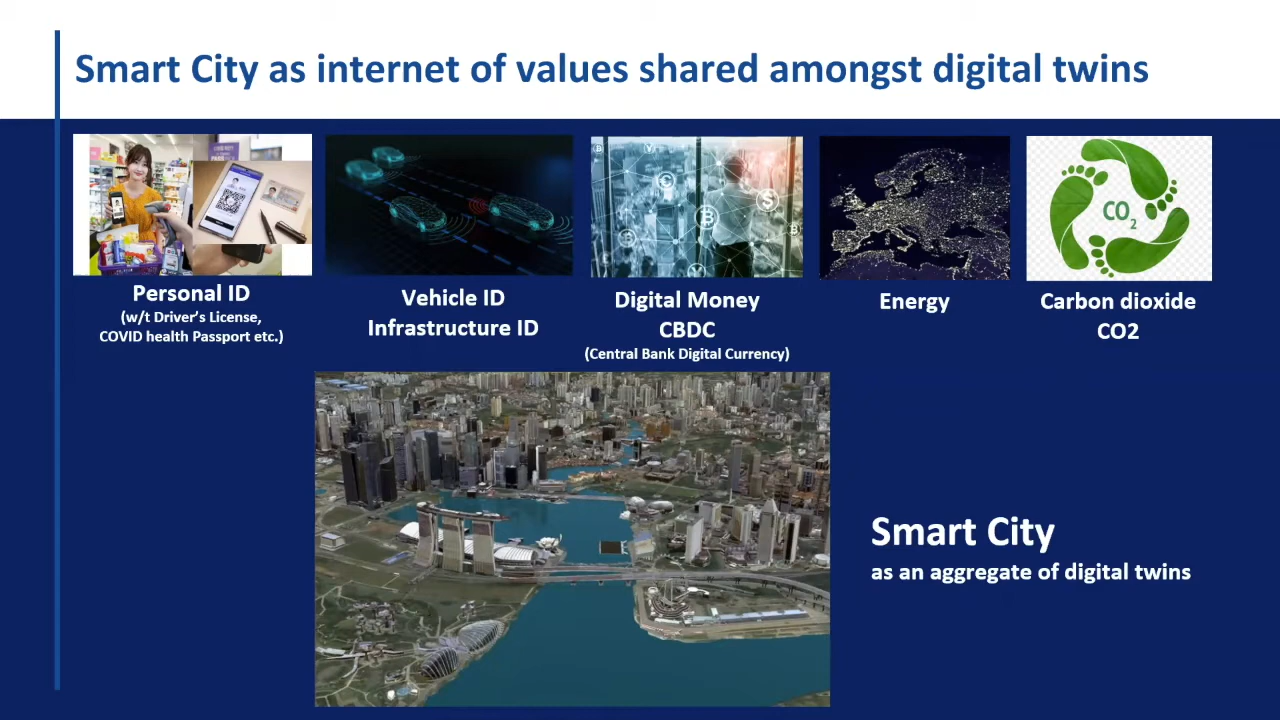 Smart City as internet of values shared amongst digital twins
Personal ID
(w/t Driver's License,
COVID health Passport etc.)
Vehicle ID
Infrastructure ID
Digital Money
CBDC
(Central Bank Digital Currency)
Energy
CO2
Carbon dioxide
CO2
Smart City
as an aggregate of digital twins